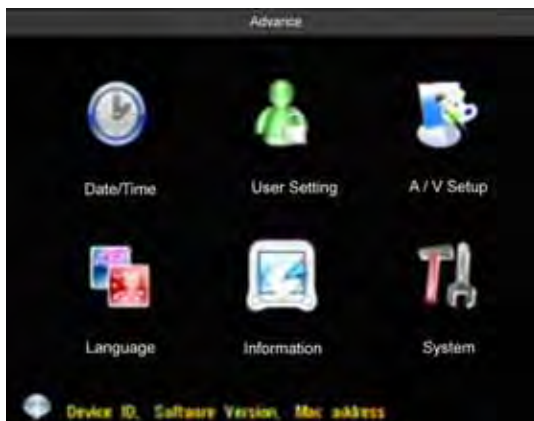 Advance
Date/Time User Setting A / V Setup
Language Information System
Device ID, Software Version, Mac address